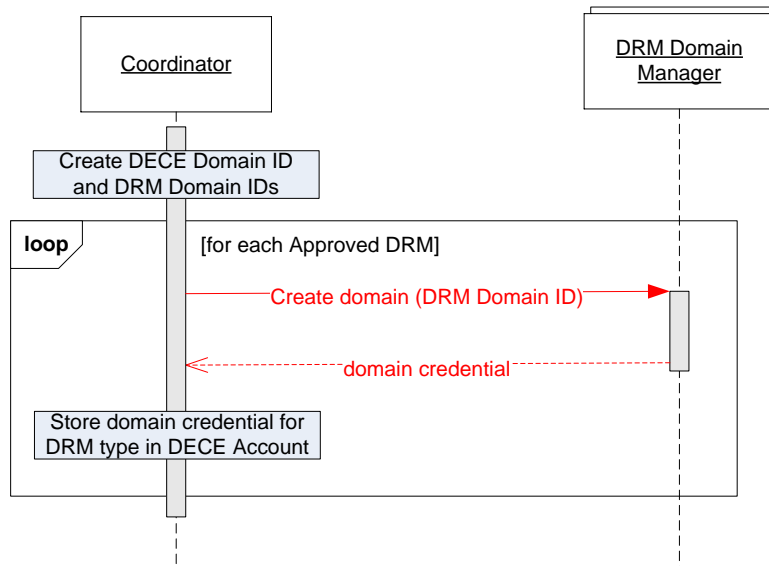 Coordinator
DRM Domain
Manager
Create DECE Domain ID
and DRM Domain IDs
loop
[for each Approved DRM]
Create domain (DRM Domain ID)
domain credential
Store domain credential for
DRM type in DECE Account